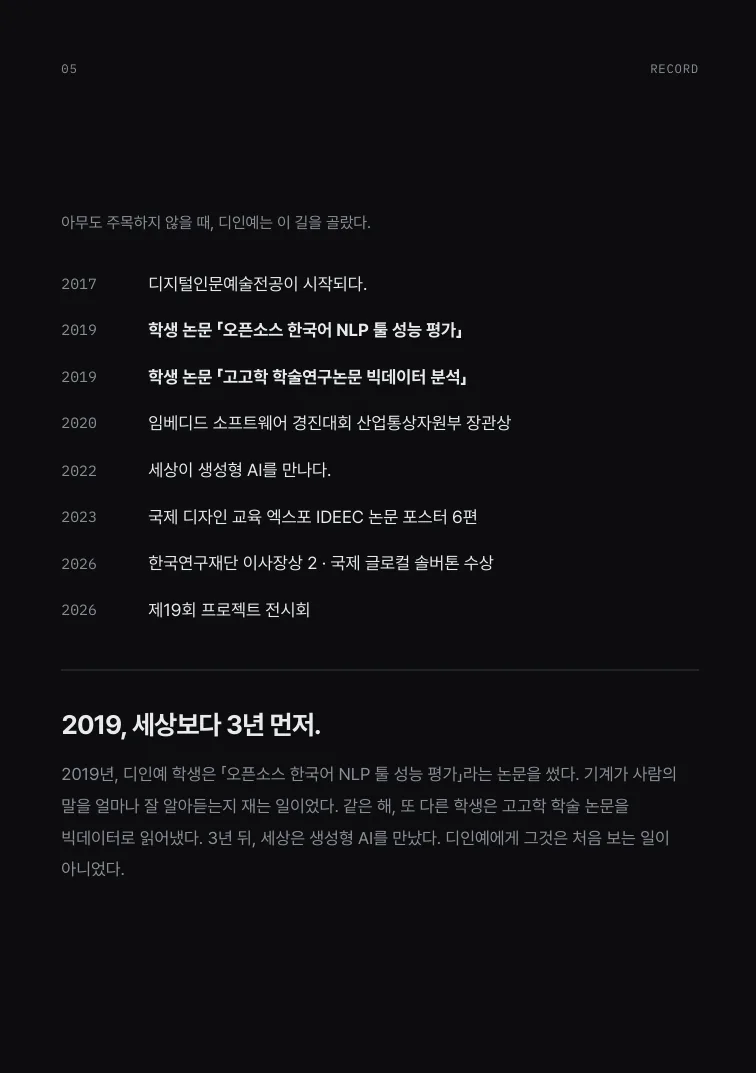 05 RECORD
아무도 주목하지 않을 때, 디인예는 이 길을 골랐다.
2017 디지털인문예술전공이 시작되다.
2019 학생 논문 「오픈소스 한국어 NLP 툴 성능 평가」
2019 학생 논문 「고고학 학술연구논문 빅데이터 분석」
2020 임베디드 소프트웨어 경진대회 산업통상자원부 장관상
2022 세상이 생성형 AI를 만나다.
2023 국제 디자인 교육 엑스포 IDEEC 논문 포스터 6편
2026 한국연구재단 이사장상 2 · 국제 글로컬 솔버톤 수상
2026 제19회 프로젝트 전시회
2019, 세상보다 3년 먼저.
2019년, 디인예 학생은 「오픈소스 한국어 NLP 툴 성능 평가」라는 논문을 썼다. 기계가 사람의
말을 얼마나 잘 알아듣는지 재는 일이었다. 같은 해, 또 다른 학생은 고고학 학술 논문을
빅데이터로 읽어냈다. 3년 뒤, 세상은 생성형 AI를 만났다. 디인예에게 그것은 처음 보는 일이
아니었다.